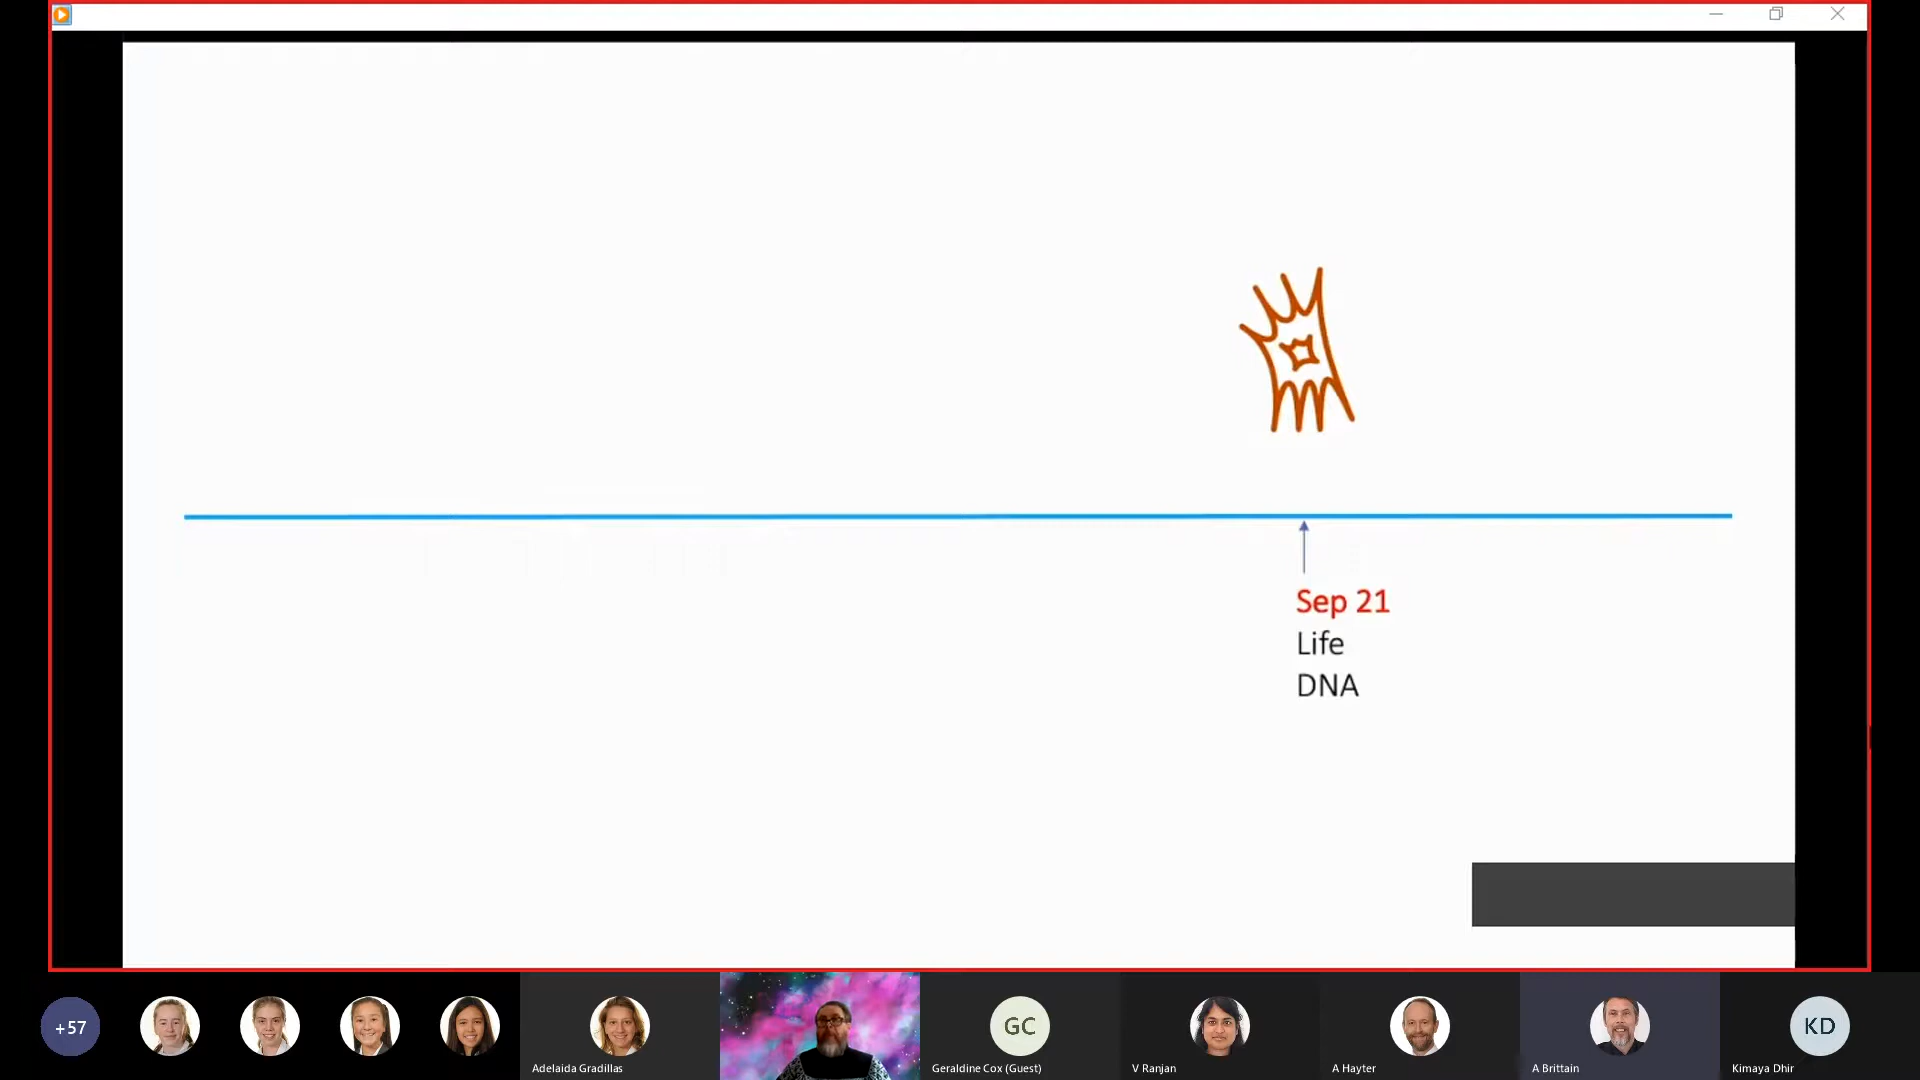 Sep 21
Life
DNA
+57
Adelaida Gradillas
GC
Geraldine Cox (Guest)
V Ranjan
A Hayter
A Brittain
KD
Kimaya Dhir